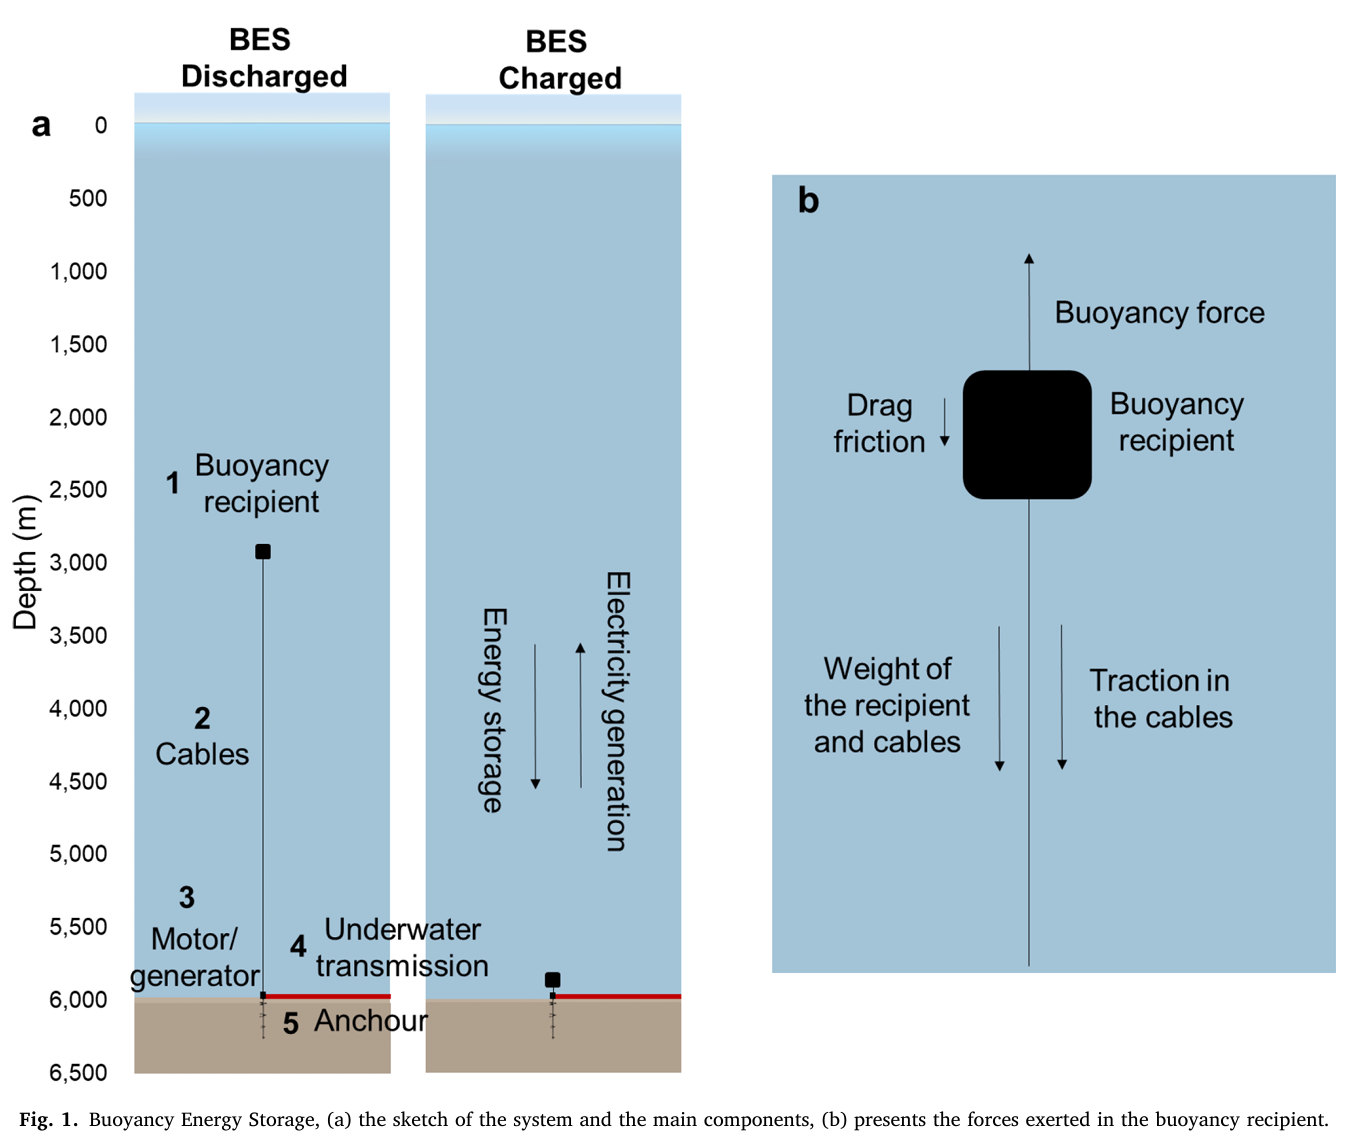 BES
Discharged
BES
Charged
a
0
500
1,000
1,500
2,000
2,500
3,000
3,500
4,000
4,500
5,000
5,500
6,000
6,500
Depth (m)
1
Buoyancy
recipient
2
Cables
3
Motor/
generator
4
Underwater
transmission
5 Anchour
Energy storage
Electricity generation
b
Buoyancy force
Drag
friction
Buoyancy
recipient
Weight of
the recipient
and cables
Traction in
the cables
Fig. 1. Buoyancy Energy Storage, (a) the sketch of the system and the main components, (b) presents the forces exerted in the buoyancy recipient.